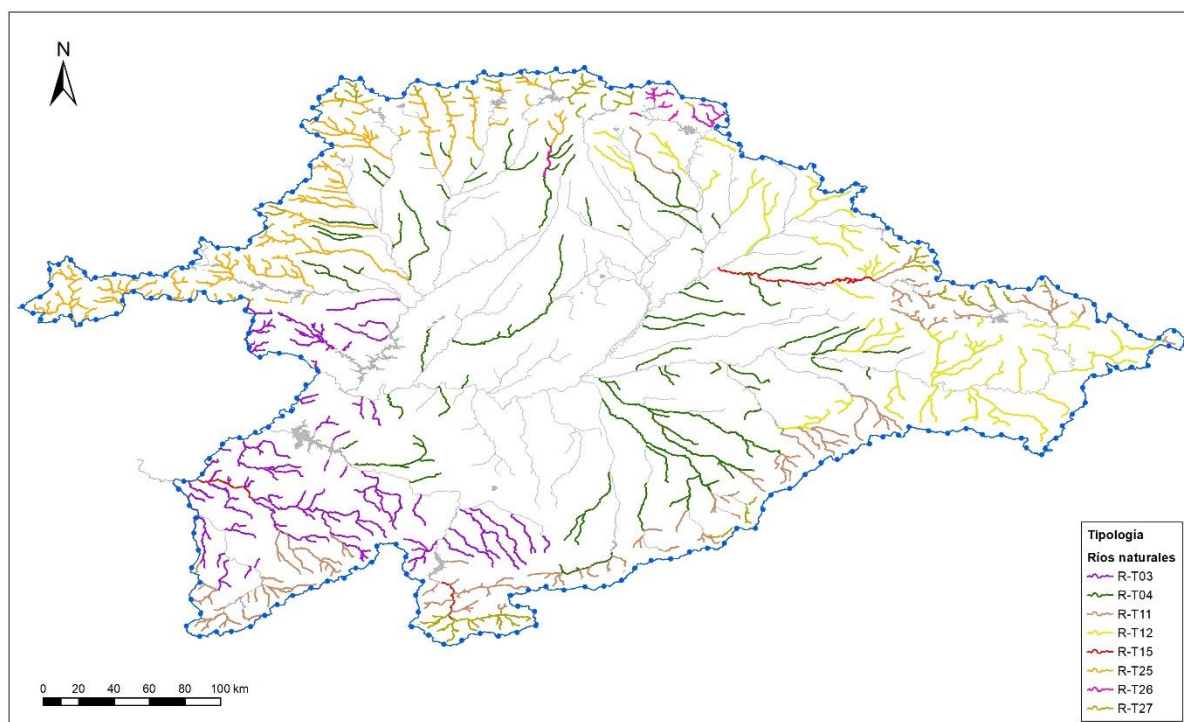 N
0 20 40 60 80 100 km
Tipología
Ríos naturales
R-T03
R-T04
R-T11
R-T12
R-T15
R-T25
R-T26
R-T27